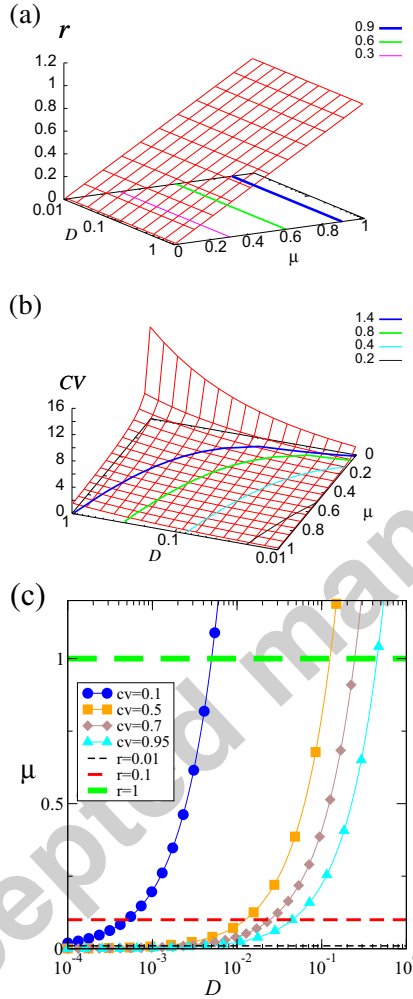 (a)
r
0.9
0.6
0.3
1.2
1
0.8
0.6
0.4
0.2
0
0.01
0.1
1
D
0
0.2
0.4
0.6
0.8
1
μ
(b)
1.4
0.8
0.4
0.2
CV
16
12
8
4
0
1
0.1
0.01
D
0
0.2
0.4
0.6
0.8
1
μ
(c)
1
0.5
0
μ
cv=0.1
cv=0.5
cv=0.7
cv=0.95
r=0.01
r=0.1
r=1
10^-4 10^-3 10^-2 10^-1 10^0
D
cepted man